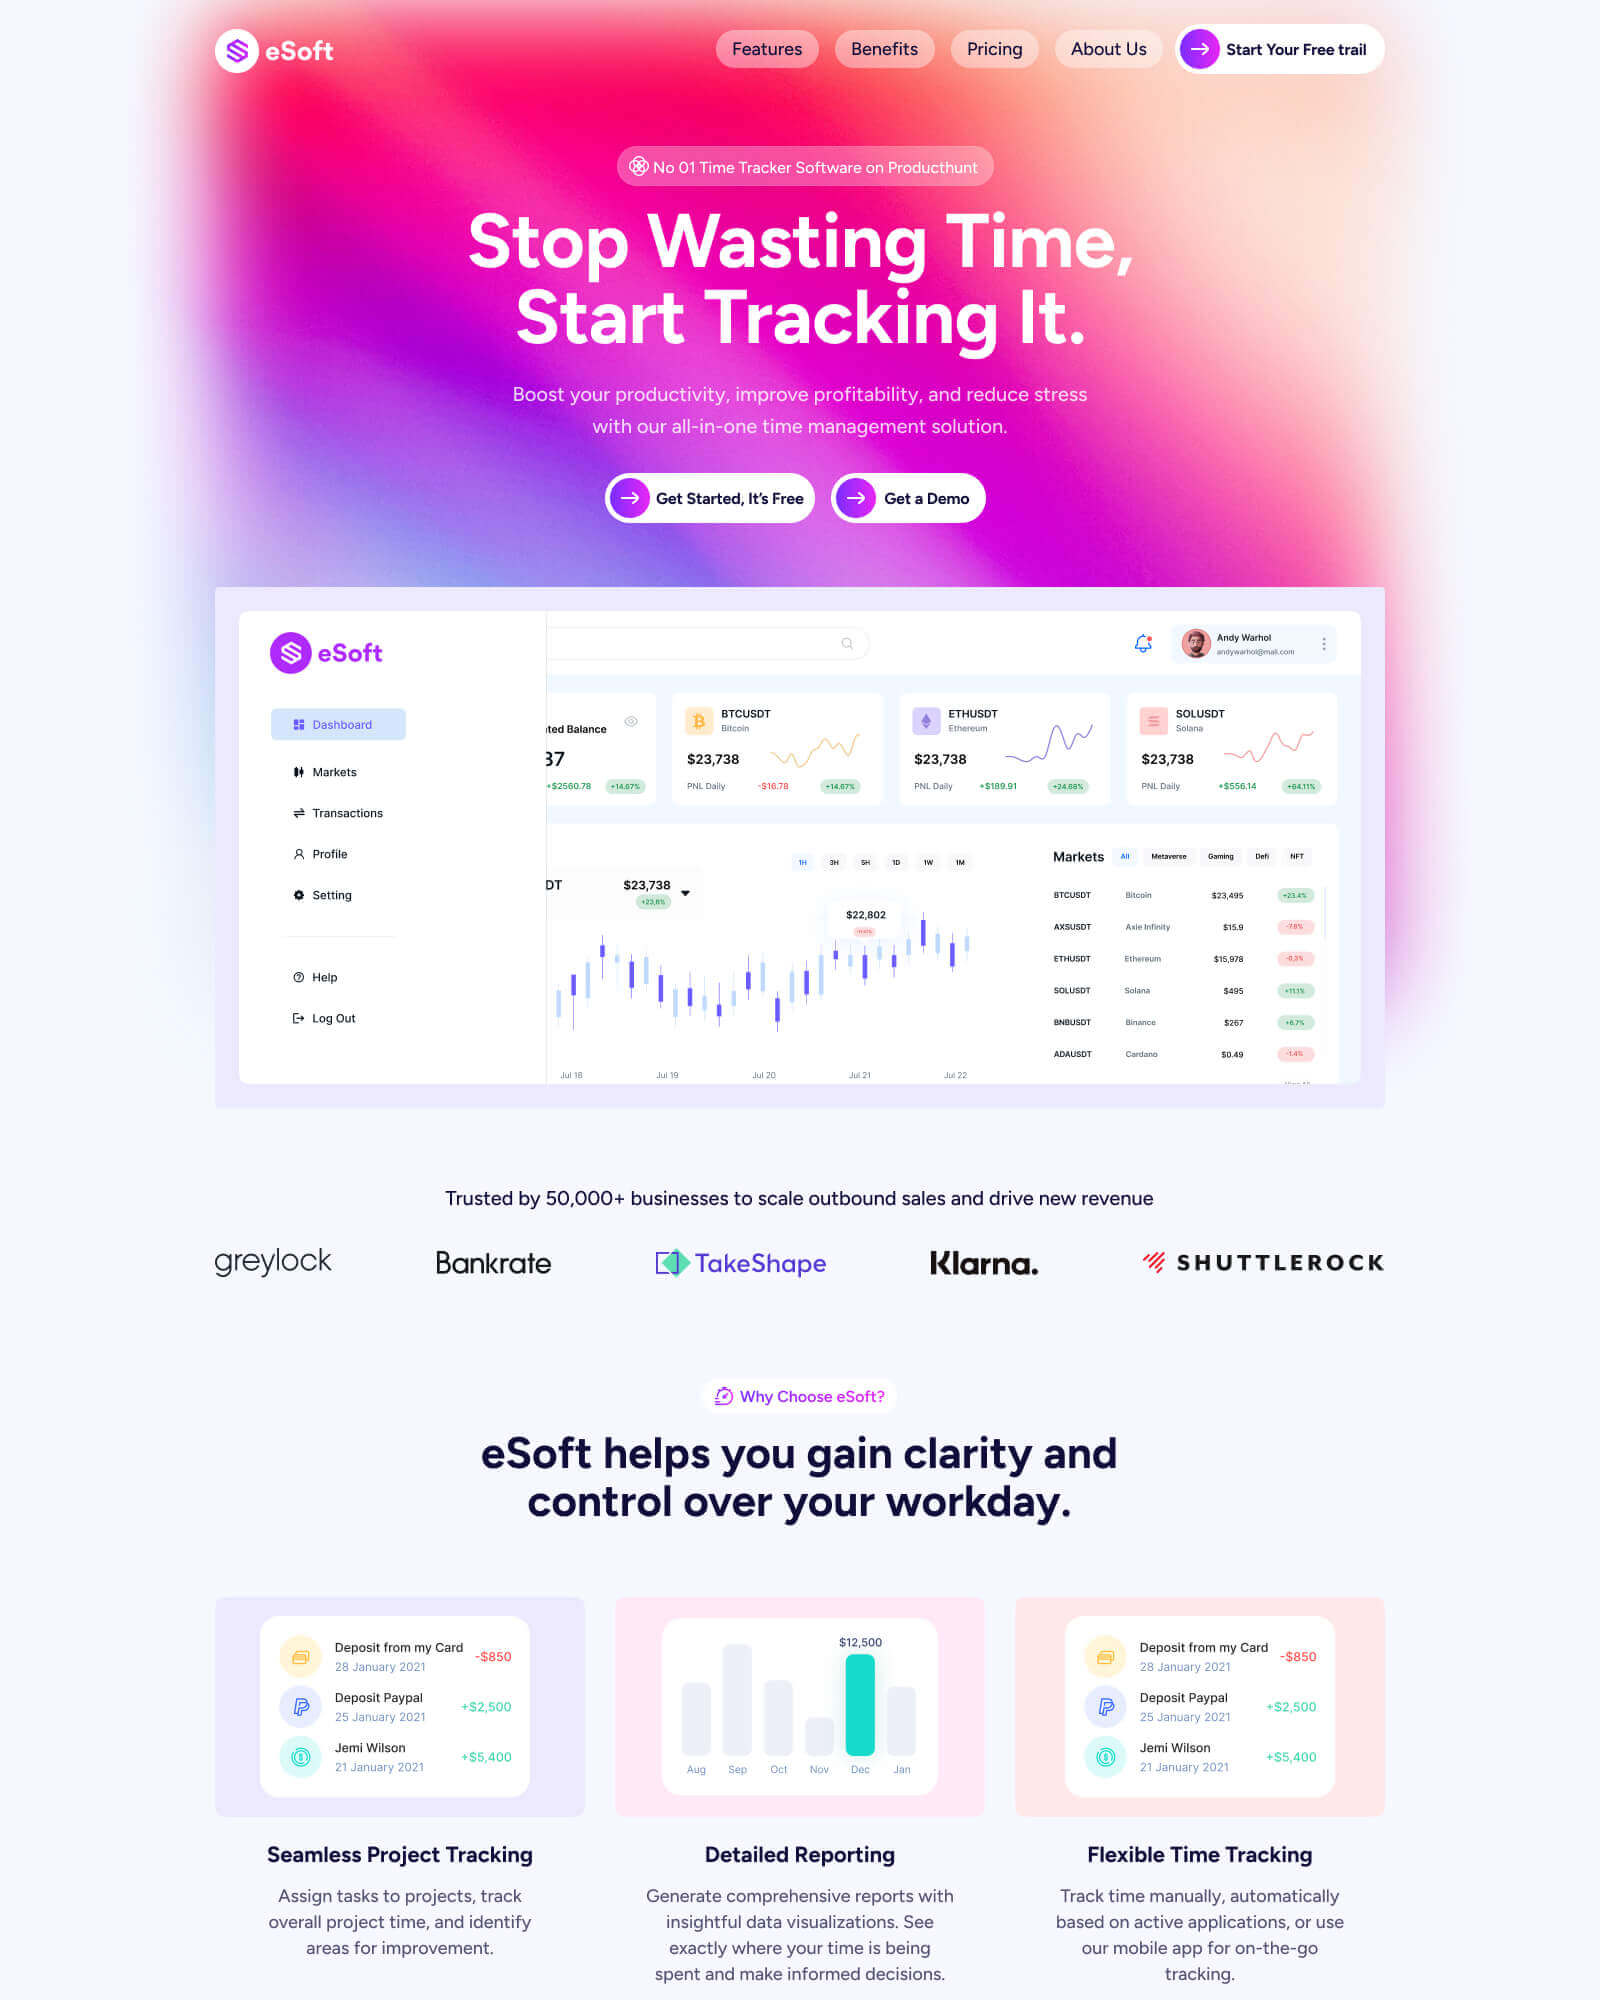 eSoft
Features
Benefits
Pricing
About Us
Start Your Free trail
No 01 Time Tracker Software on Producthunt
Stop Wasting Time,
Start Tracking It.
Boost your productivity, improve profitability, and reduce stress
with our all-in-one time management solution.
Get Started, It's Free
Get a Demo
eSoft
Dashboard
Markets
Transactions
Profile
Setting
Help
Log Out
Andy Warhol
andywarhol@mail.com
ted Balance
37
+$2560.78 +14,67%
BTCUSDT
Bitcoin
$23,738
PNL Daily -$16.78 +14,67%
ETHUSDT
Ethereum
$23,738
PNL Daily +$189.91 +24,68%
SOLUSDT
Solana
$23,738
PNL Daily +$556.14 +64,11%
1H 3H 5H 1D 1W 1M
DT $23,738
+23,6%
$22,802
Jul 18 Jul 19 Jul 20 Jul 21 Jul 22
Markets All Metaverse Gaming Defi NFT
BTCUSDT Bitcoin $23,495 +23.4%
AXSUSDT Axie Infinity $15.9 -7.8%
ETHUSDT Ethereum $15,978 -0.3%
SOLUSDT Solana $495 +11.1%
BNBUSDT Binance $267 +6.7%
ADAUSDT Cardano $0.49 -1.4%
Trusted by 50,000+ businesses to scale outbound sales and drive new revenue
greylock
Bankrate
TakeShape
Klarna.
SHUTTLEROCK
Why Choose eSoft?
eSoft helps you gain clarity and
control over your workday.
Deposit from my Card -$850
28 January 2021
Deposit Paypal +$2,500
25 January 2021
Jemi Wilson +$5,400
21 January 2021
Seamless Project Tracking
Assign tasks to projects, track
overall project time, and identify
areas for improvement.
$12,500
Aug Sep Oct Nov Dec Jan
Detailed Reporting
Generate comprehensive reports with
insightful data visualizations. See
exactly where your time is being
spent and make informed decisions.
Deposit from my Card -$850
28 January 2021
Deposit Paypal +$2,500
25 January 2021
Jemi Wilson +$5,400
21 January 2021
Flexible Time Tracking
Track time manually, automatically
based on active applications, or use
our mobile app for on-the-go
tracking.